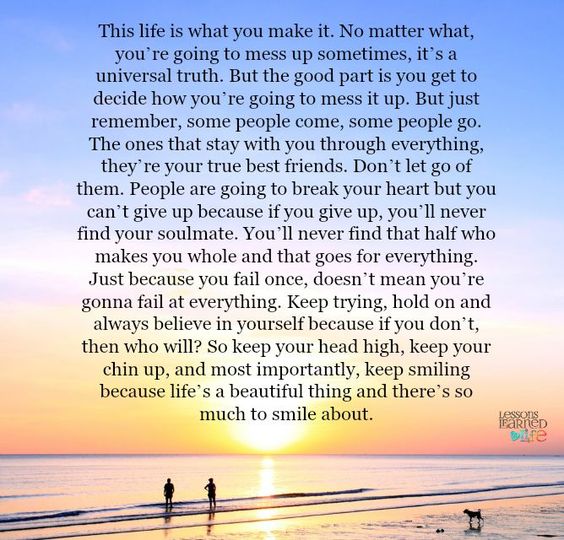 This life is what you make it. No matter what,
you’re going to mess up sometimes, it’s a
universal truth. But the good part is you get to
decide how you’re going to mess it up. But just
remember, some people come, some people go.
The ones that stay with you through everything,
they’re your true best friends. Don’t let go of
them. People are going to break your heart but you
can’t give up because if you give up, you’ll never
find your soulmate. You’ll never find that half who
makes you whole and that goes for everything.
Just because you fail once, doesn’t mean you’re
gonna fail at everything. Keep trying, hold on and
always believe in yourself because if you don’t,
then who will? So keep your head high, keep your
chin up, and most importantly, keep smiling
because life’s a beautiful thing and there’s so
much to smile about.
Lessons
Learned
in Life